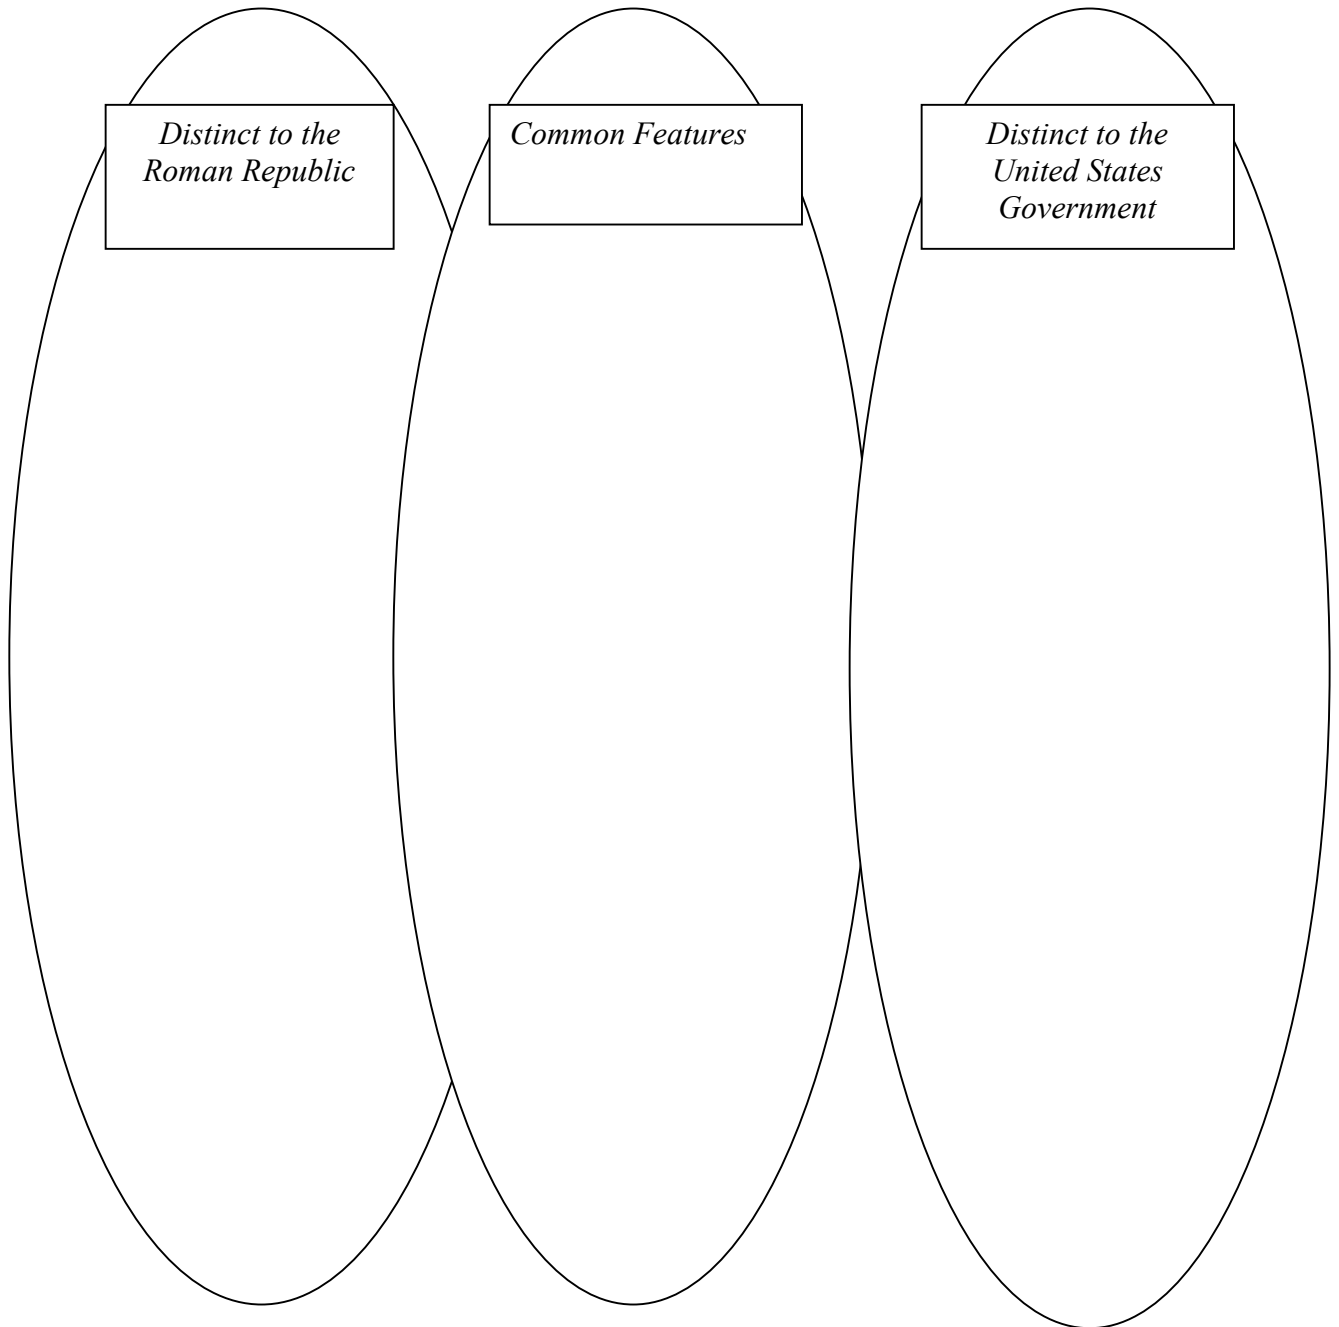 Distinct to the
Roman Republic
Common Features
Distinct to the
United States
Government